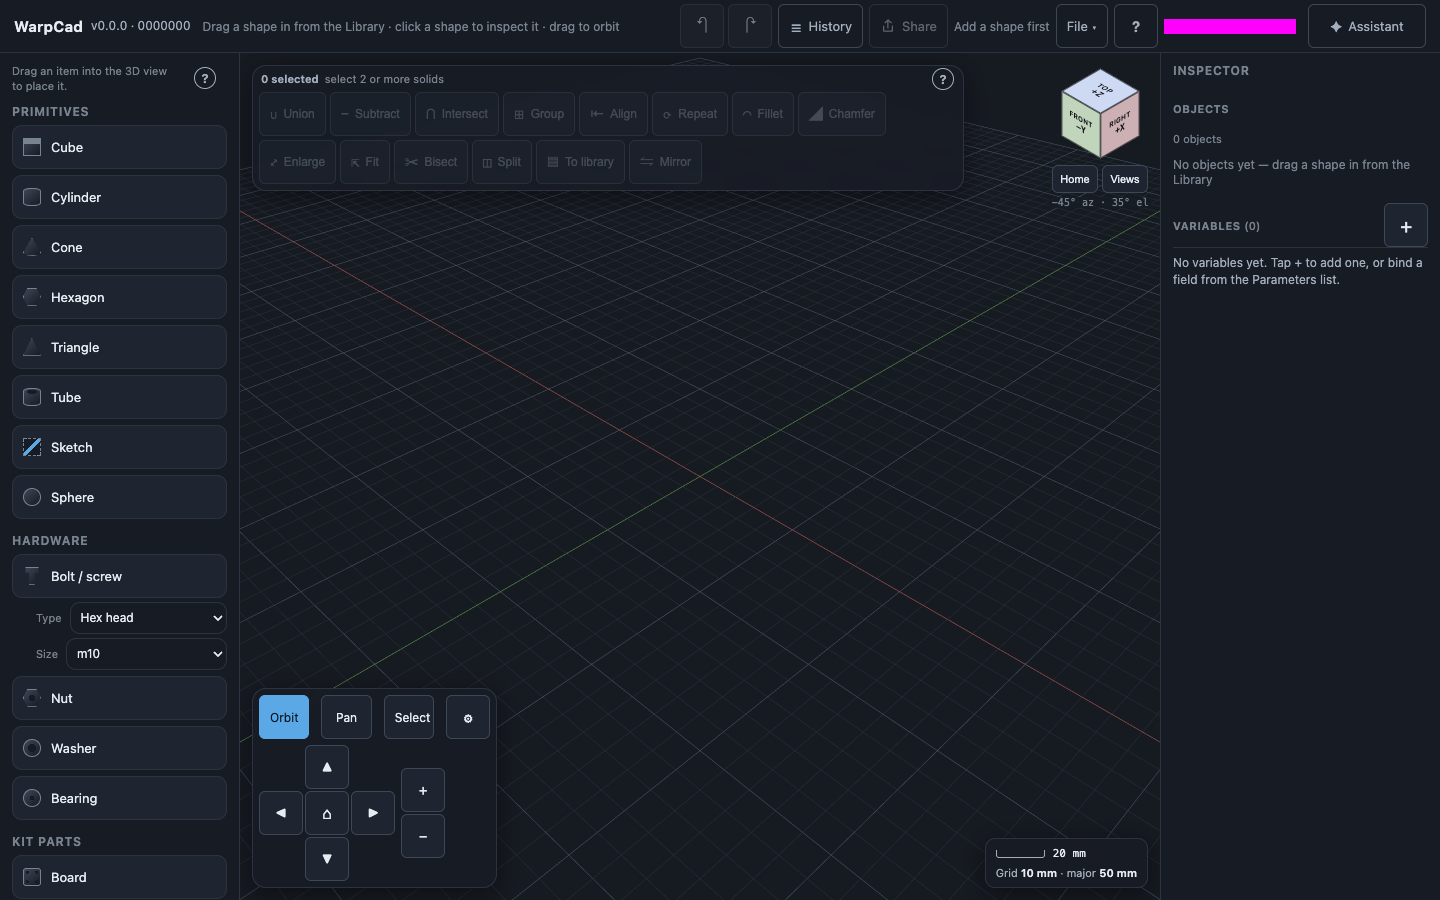 WarpCad v0.0.0 · 0000000 Drag a shape in from the Library · click a shape to inspect it · drag to orbit
History
Share
Add a shape first
File
?
Assistant
Drag an item into the 3D view
to place it.
?
PRIMITIVES
Cube
Cylinder
Cone
Hexagon
Triangle
Tube
Sketch
Sphere
HARDWARE
Bolt / screw
Type Hex head
Size m10
Nut
Washer
Bearing
KIT PARTS
Board
0 selected select 2 or more solids
?
Union
Subtract
Intersect
Group
Align
Repeat
Fillet
Chamfer
Enlarge
Fit
Bisect
Split
To library
Mirror
TOP
+Z
FRONT
−Y
RIGHT
+X
Home
Views
−45° az · 35° el
Orbit
Pan
Select
+
−
20 mm
Grid 10 mm · major 50 mm
INSPECTOR
OBJECTS
0 objects
No objects yet — drag a shape in from the
Library
VARIABLES (0)
+
No variables yet. Tap + to add one, or bind a
field from the Parameters list.